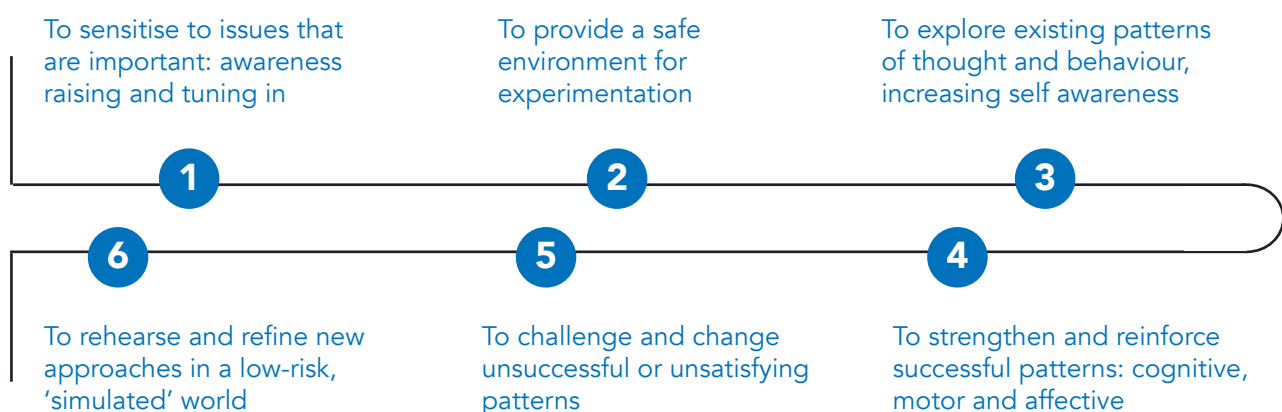 To sensitise to issues that
are important: awareness
raising and tuning in
1
To provide a safe
environment for
experimentation
2
To explore existing patterns
of thought and behaviour,
increasing self awareness
3
4
To strengthen and reinforce
successful patterns: cognitive,
motor and affective
5
To challenge and change
unsuccessful or unsatisfying
patterns
6
To rehearse and refine new
approaches in a low-risk,
‘simulated’ world